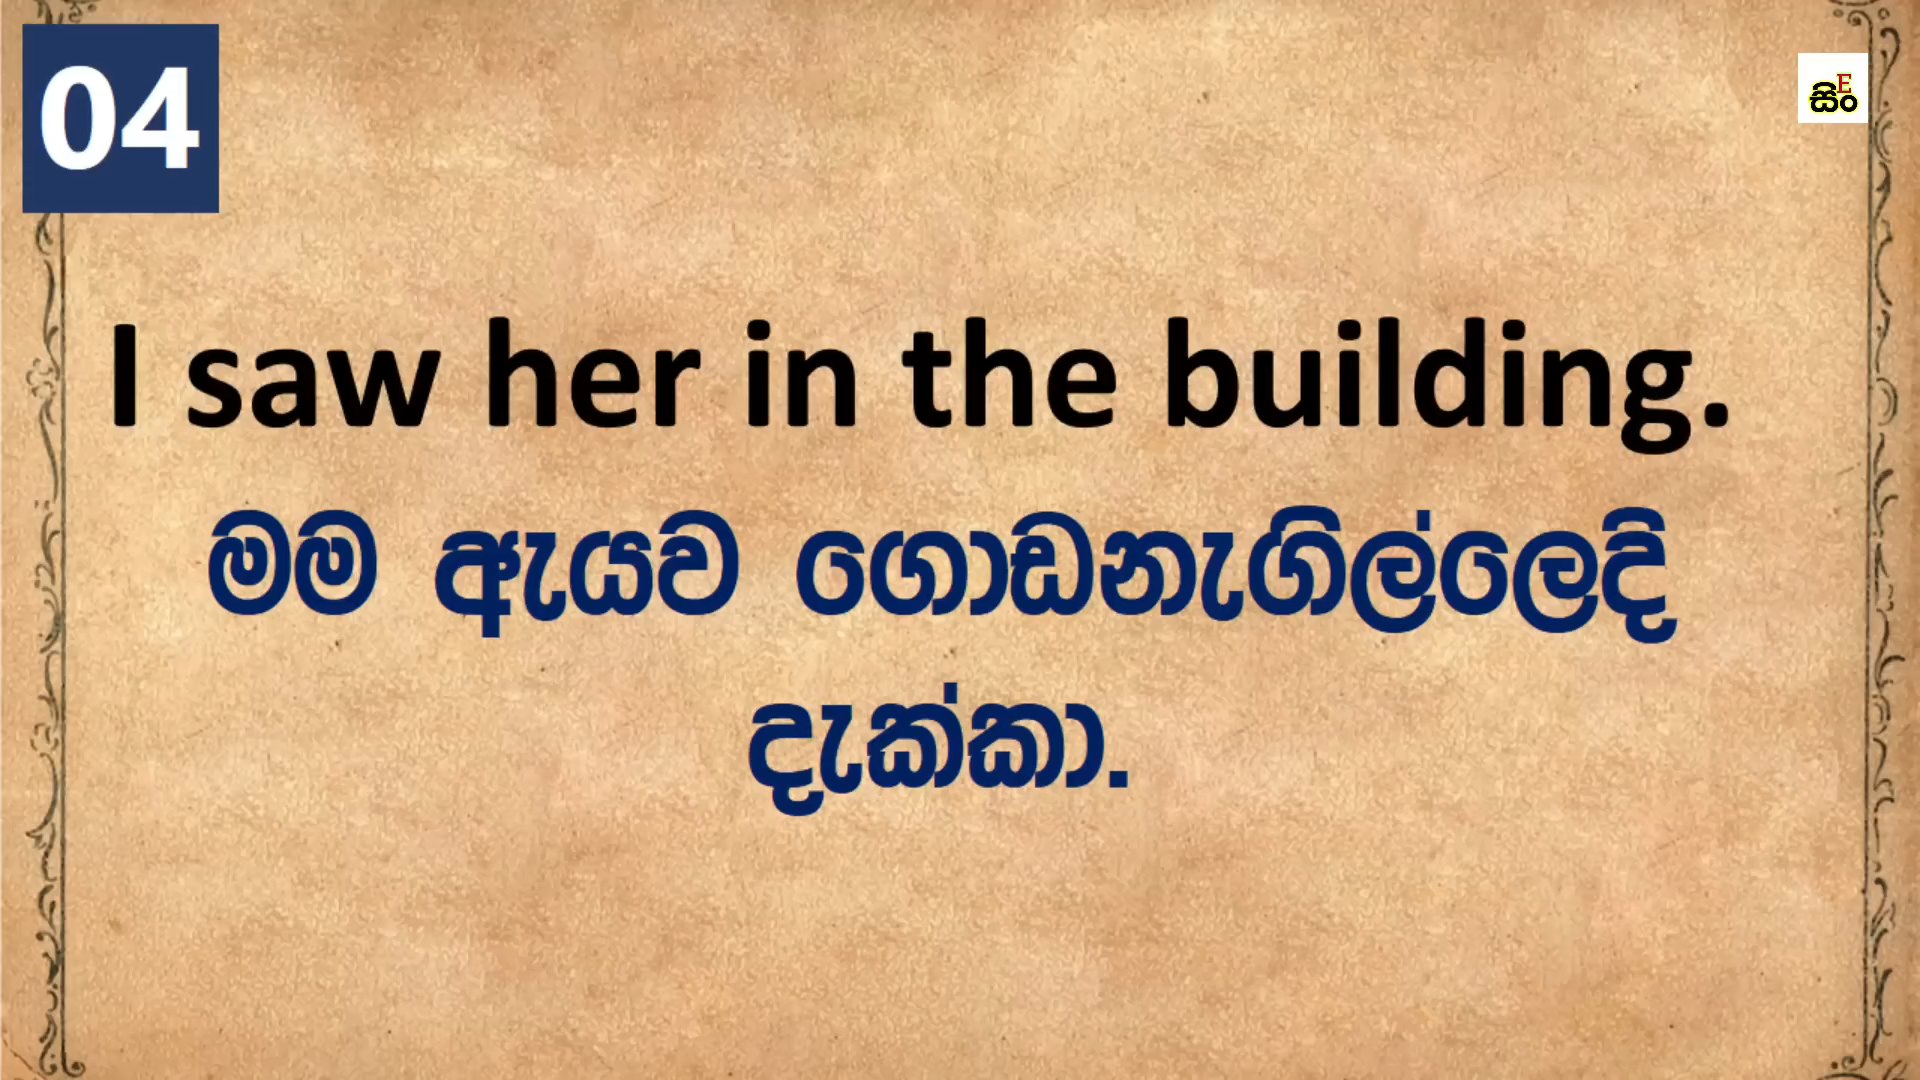 04
E
සිං
I saw her in the building.
මම ඇයව ගොඩනැගිල්ලෙදි
දැක්කා.